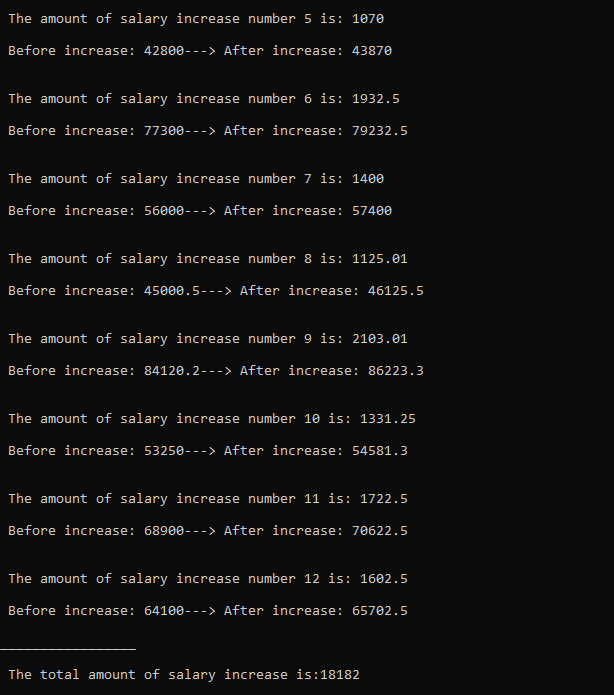 The amount of salary increase number 5 is: 1070
Before increase: 42800---> After increase: 43870
The amount of salary increase number 6 is: 1932.5
Before increase: 77300---> After increase: 79232.5
The amount of salary increase number 7 is: 1400
Before increase: 56000---> After increase: 57400
The amount of salary increase number 8 is: 1125.01
Before increase: 45000.5---> After increase: 46125.5
The amount of salary increase number 9 is: 2103.01
Before increase: 84120.2---> After increase: 86223.3
The amount of salary increase number 10 is: 1331.25
Before increase: 53250---> After increase: 54581.3
The amount of salary increase number 11 is: 1722.5
Before increase: 68900---> After increase: 70622.5
The amount of salary increase number 12 is: 1602.5
Before increase: 64100---> After increase: 65702.5
_________________
The total amount of salary increase is:18182